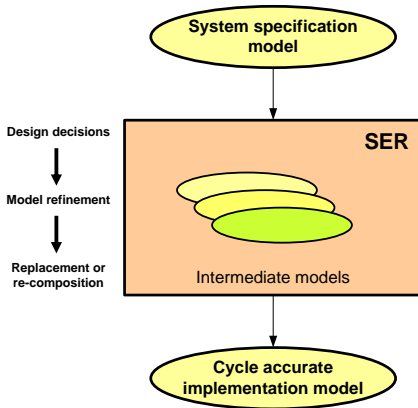 System specification
model
SER
Design decisions
Model refinement
Replacement or
re-composition
Intermediate models
Cycle accurate
implementation model